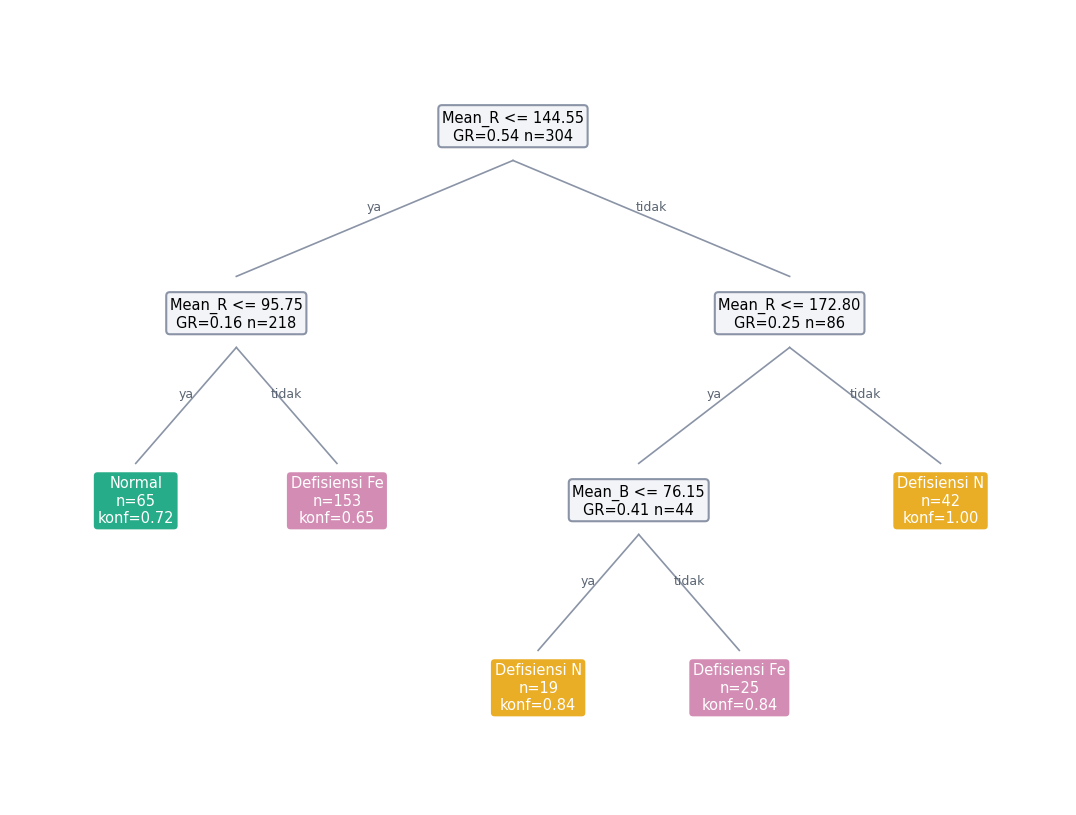 Mean_R <= 144.55
GR=0.54 n=304
ya
tidak
Mean_R <= 95.75
GR=0.16 n=218
Mean_R <= 172.80
GR=0.25 n=86
ya
tidak
ya
tidak
Normal
n=65
konf=0.72
Defisiensi Fe
n=153
konf=0.65
Mean_B <= 76.15
GR=0.41 n=44
Defisiensi N
n=42
konf=1.00
ya
tidak
Defisiensi N
n=19
konf=0.84
Defisiensi Fe
n=25
konf=0.84